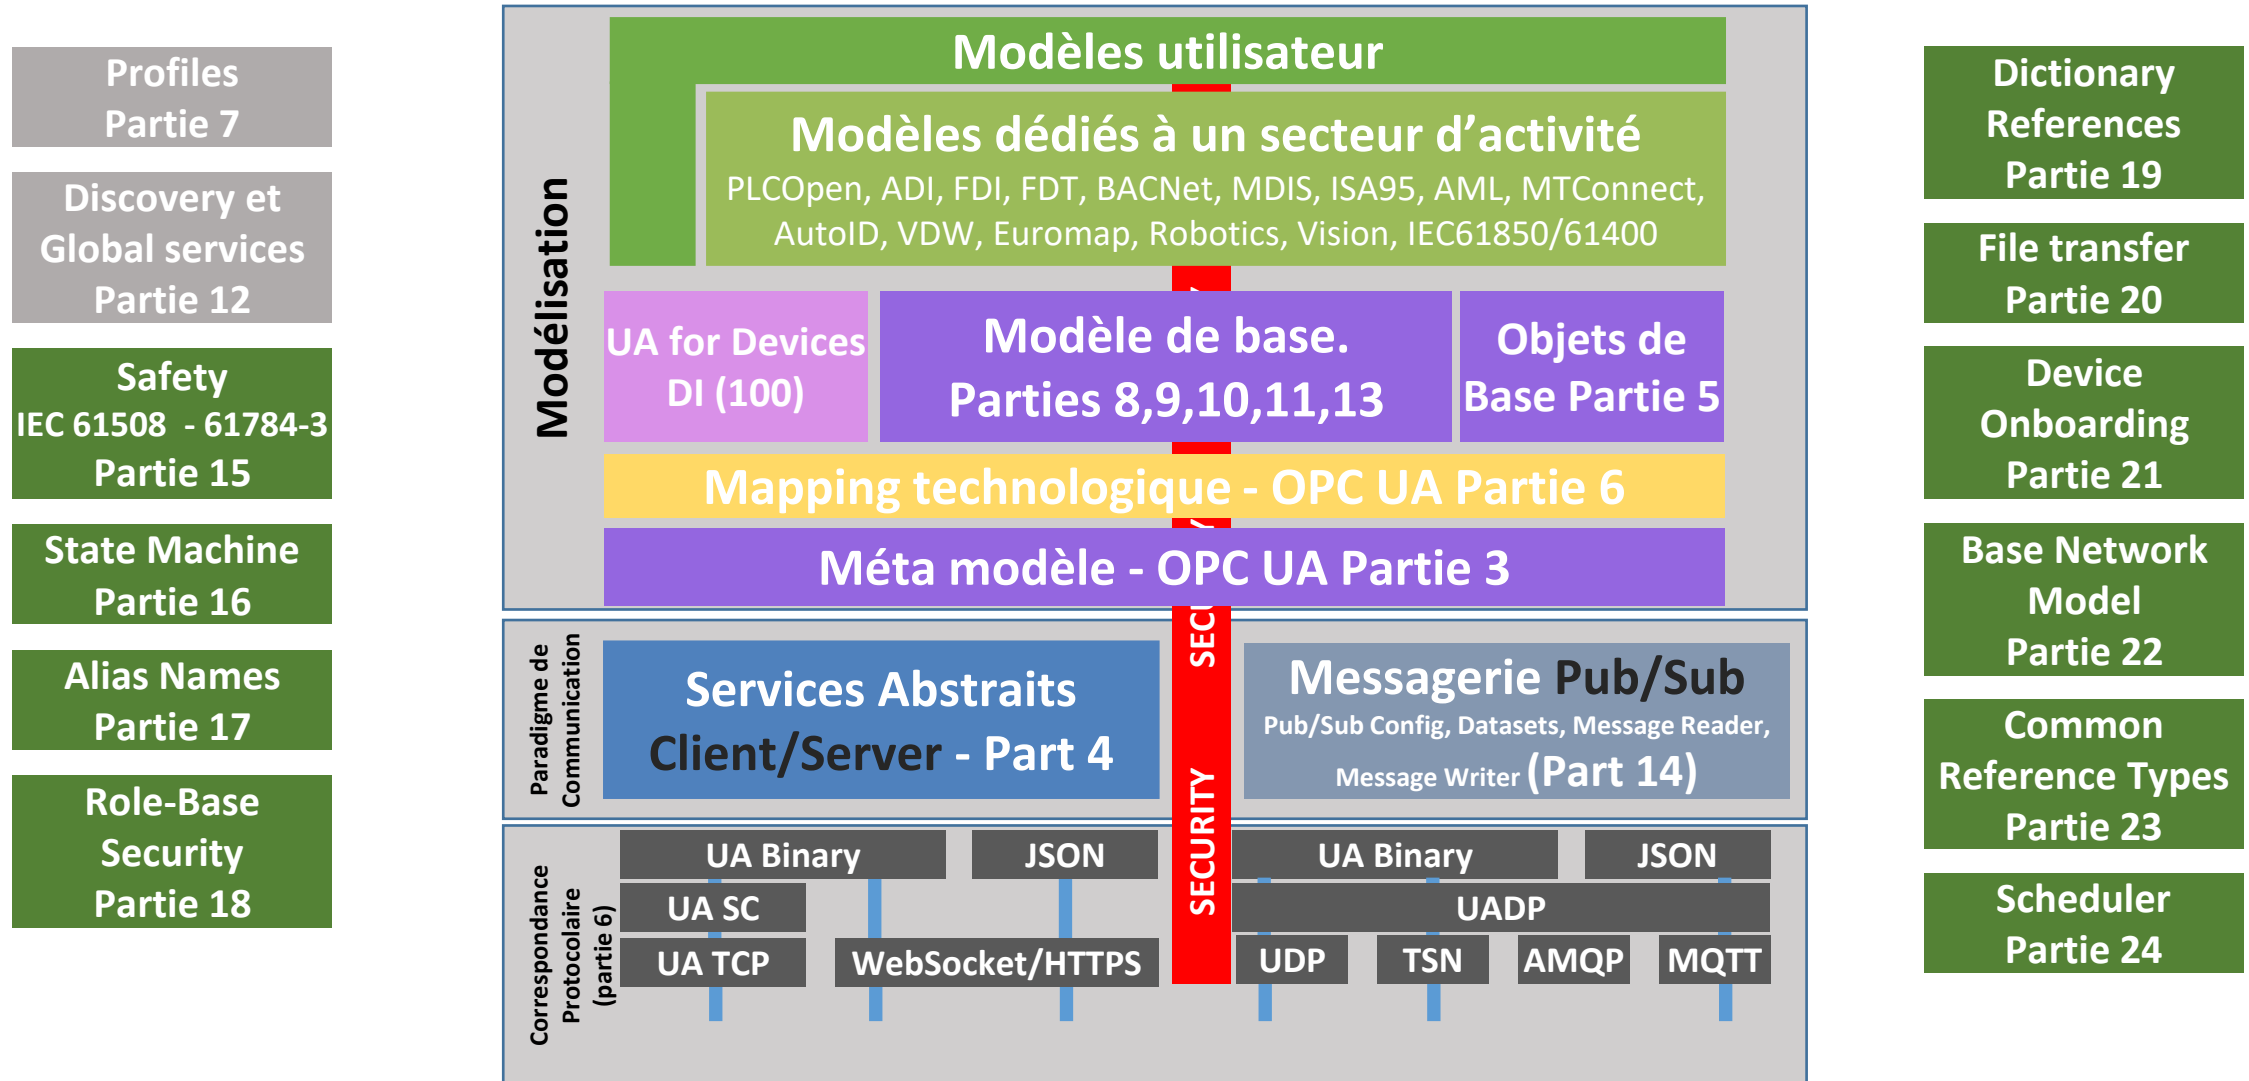 Profiles
Partie 7
Discovery et
Global services
Partie 12
Safety
IEC 61508 - 61784-3
Partie 15
State Machine
Partie 16
Alias Names
Partie 17
Role-Base
Security
Partie 18
Modélisation
Modèles utilisateur
Modèles dédiés à un secteur d’activité
PLCOpen, ADI, FDI, FDT, BACNet, MDIS, ISA95, AML, MTConnect,
AutoID, VDW, Euromap, Robotics, Vision, IEC61850/61400
UA for Devices
DI (100)
Modèle de base.
Parties 8,9,10,11,13
Objets de
Base Partie 5
Mapping technologique - OPC UA Partie 6
Méta modèle - OPC UA Partie 3
Paradigme de
Communication
Services Abstraits
Client/Server - Part 4
SECURITY
Messagerie Pub/Sub
Pub/Sub Config, Datasets, Message Reader,
Message Writer (Part 14)
Correspondance
Protocolaire
(partie 6)
UA Binary
JSON
UA SC
UA TCP
WebSocket/HTTPS
SECURITY
UA Binary
JSON
UADP
UDP
TSN
AMQP
MQTT
Dictionary
References
Partie 19
File transfer
Partie 20
Device
Onboarding
Partie 21
Base Network
Model
Partie 22
Common
Reference Types
Partie 23
Scheduler
Partie 24